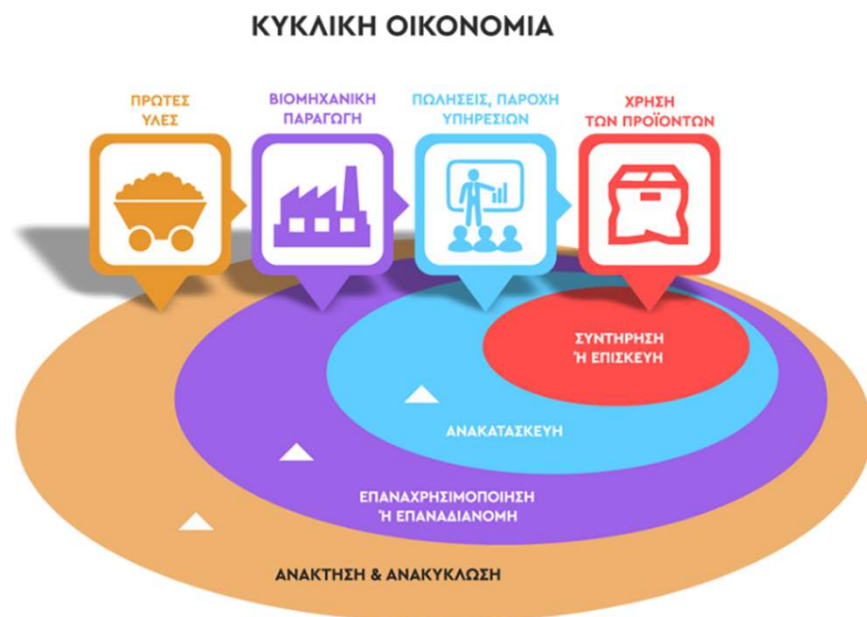 ΚΥΚΛΙΚΗ ΟΙΚΟΝΟΜΙΑ
ΠΡΩΤΕΣ
ΥΛΕΣ
ΒΙΟΜΗΧΑΝΙΚΗ
ΠΑΡΑΓΩΓΗ
ΠΩΛΗΣΕΙΣ, ΠΑΡΟΧΗ
ΥΠΗΡΕΣΙΩΝ
ΧΡΗΣΗ
ΤΩΝ ΠΡΟΪΟΝΤΩΝ
ΣΥΝΤΗΡΗΣΗ
Ή ΕΠΙΣΚΕΥΗ
ΑΝΑΚΑΤΑΣΚΕΥΗ
ΕΠΑΝΑΧΡΗΣΙΜΟΠΟΙΗΣΗ
Ή ΕΠΑΝΑΔΙΑΝΟΜΗ
ΑΝΑΚΤΗΣΗ & ΑΝΑΚΥΚΛΩΣΗ